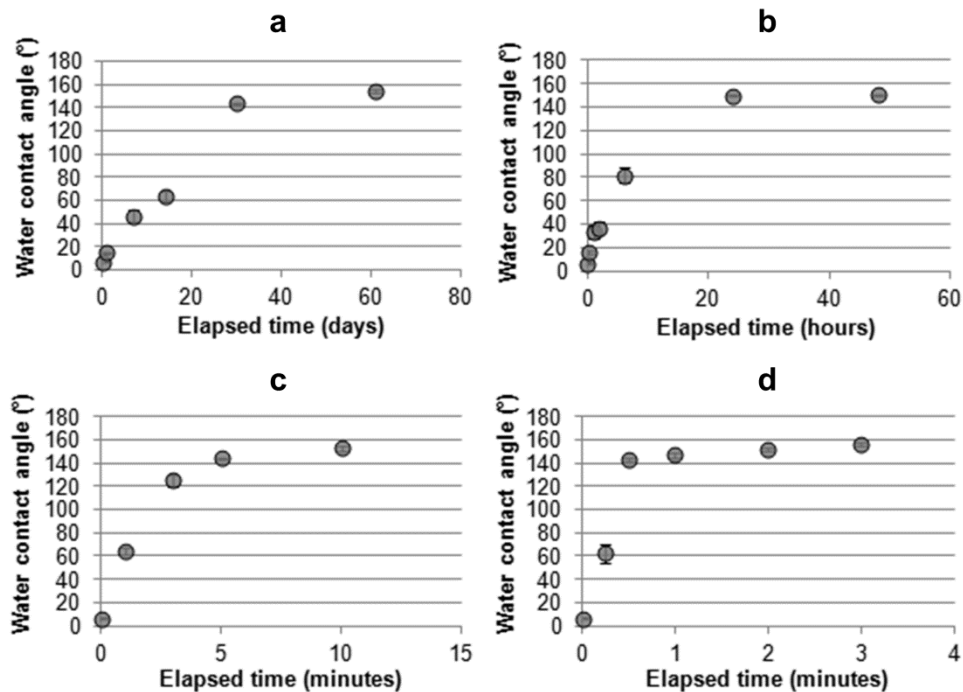 a
Water contact angle (°)
180
160
140
120
100
80
60
40
20
0
0 20 40 60 80
Elapsed time (days)
b
Water contact angle (°)
180
160
140
120
100
80
60
40
20
0
0 20 40 60
Elapsed time (hours)
c
Water contact angle (°)
180
160
140
120
100
80
60
40
20
0
0 5 10 15
Elapsed time (minutes)
d
Water contact angle (°)
180
160
140
120
100
80
60
40
20
0
0 1 2 3 4
Elapsed time (minutes)